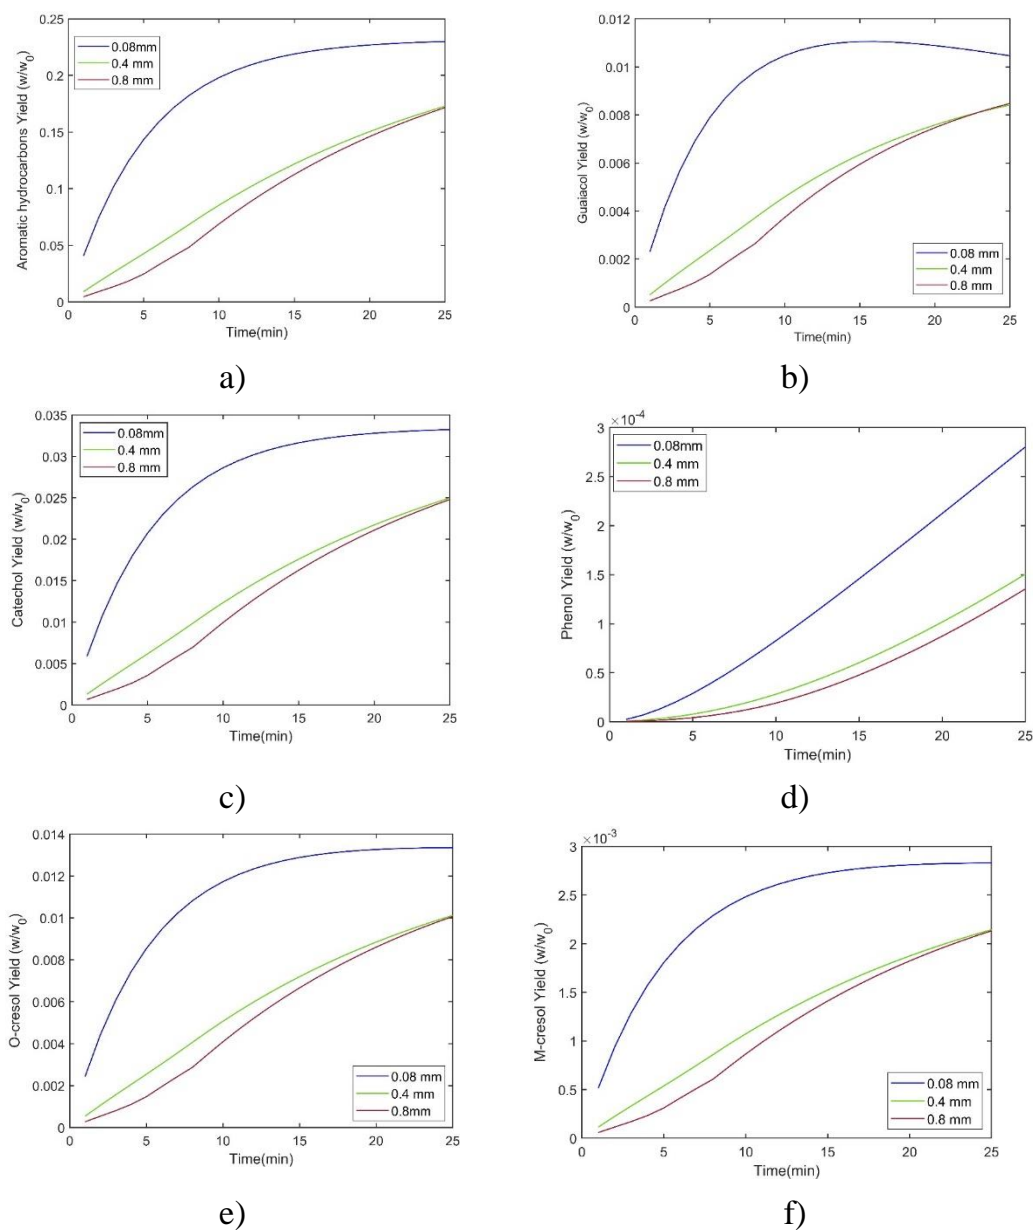 0.25
0.2
0.15
0.1
0.05
0
0 5 10 15 20 25
Aromatic hydrocarbons Yield (w/w0)
Time(min)
0.08mm
0.4 mm
0.8 mm
a)
0.012
0.01
0.008
0.006
0.004
0.002
0
0 5 10 15 20 25
Guaiacol Yield (w/w0)
Time(min)
0.08 mm
0.4 mm
0.8 mm
b)
0.035
0.03
0.025
0.02
0.015
0.01
0.005
0
0 5 10 15 20 25
Catechol Yield (w/w0)
Time(min)
0.08mm
0.4 mm
0.8 mm
c)
×10-4
3
2.5
2
1.5
1
0.5
0
0 5 10 15 20 25
Phenol Yield (w/w0)
Time(min)
0.08mm
0.4 mm
0.8 mm
d)
0.014
0.012
0.01
0.008
0.006
0.004
0.002
0
0 5 10 15 20 25
O-cresol Yield (w/w0)
Time(min)
0.08 mm
0.4 mm
0.8mm
e)
×10-3
3
2.5
2
1.5
1
0.5
0
0 5 10 15 20 25
M-cresol Yield (w/w0)
Time(min)
0.08 mm
0.4 mm
0.8 mm
f)